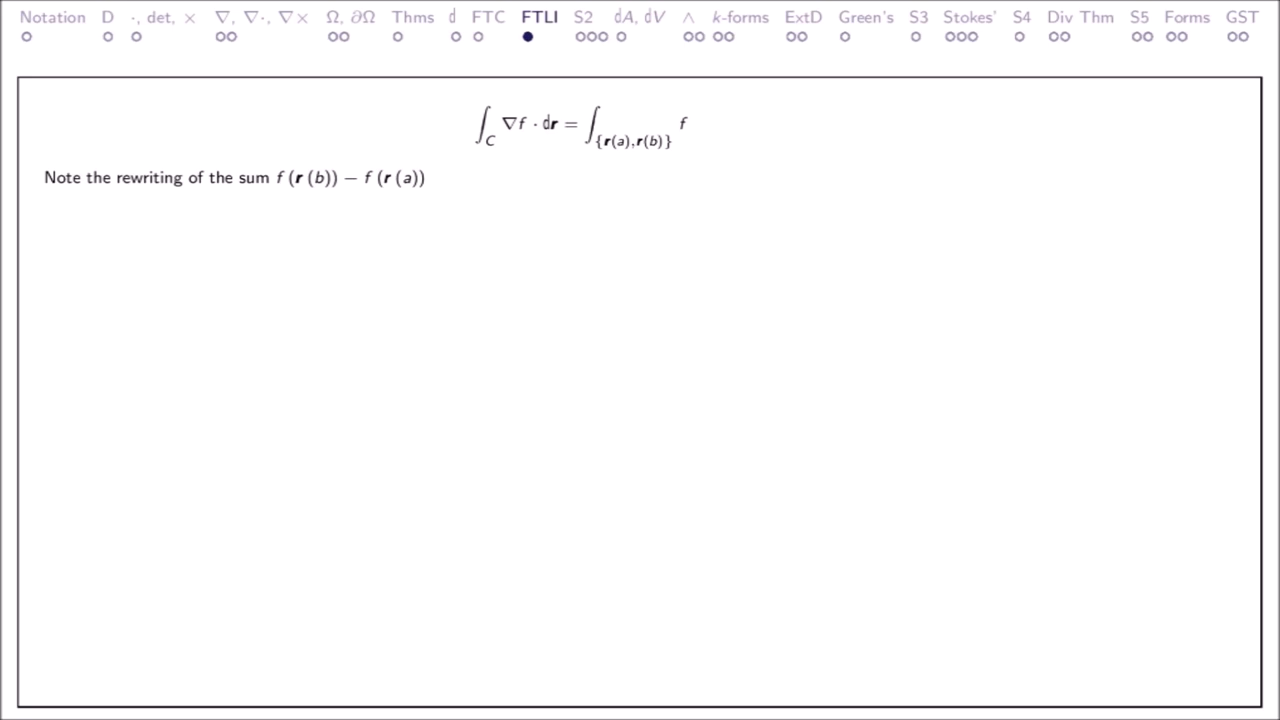 Notation D ·, det, × ∇, ∇·, ∇× Ω, ∂Ω Thms d FTC FTLI S2 dA, dV ∧ k-forms ExtD Green's S3 Stokes' S4 Div Thm S5 Forms GST
∫_C ∇f · dr = ∫_{r(a),r(b)} f
Note the rewriting of the sum f (r (b)) − f (r (a))